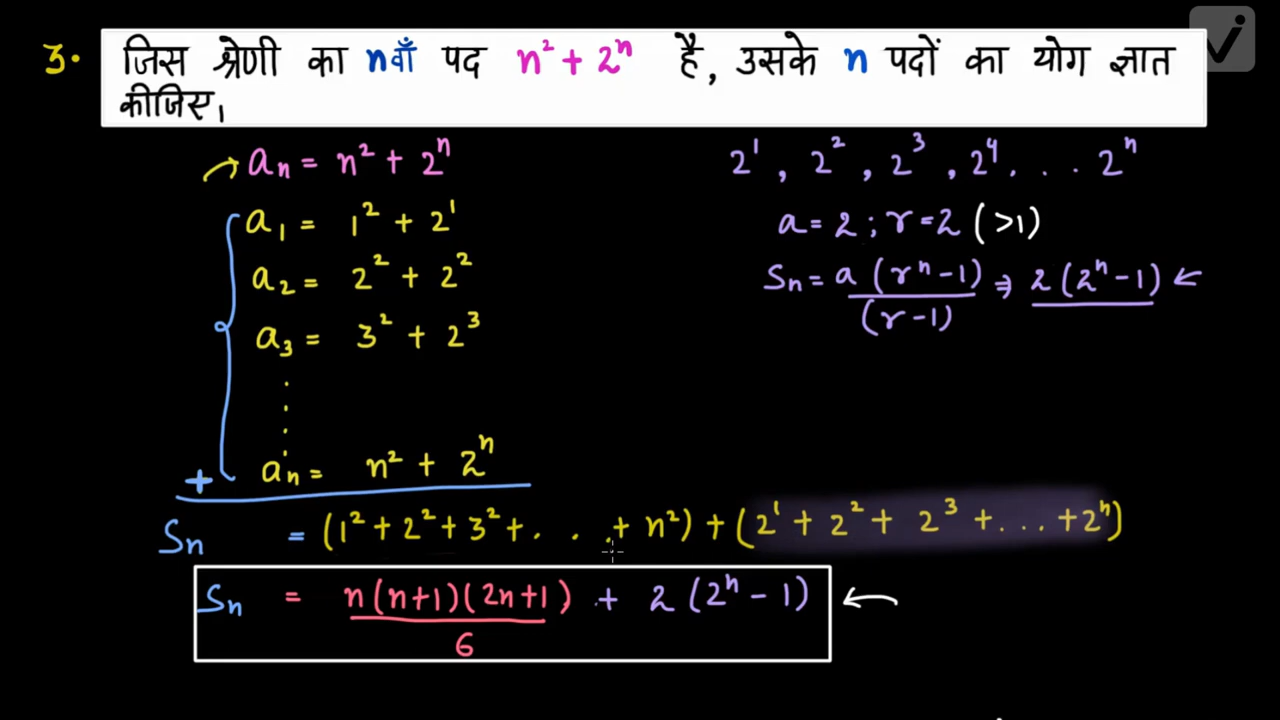 3. जिस श्रेणी का nवाँ पद n² + 2ⁿ है, उसके n पदों का योग ज्ञात
कीजिए।
aₙ = n² + 2ⁿ
a₁ = 1² + 2¹
a₂ = 2² + 2²
a₃ = 3² + 2³
⋮
aₙ = n² + 2ⁿ
+
2¹, 2², 2³, 2⁴, . . . 2ⁿ
a = 2 ; r = 2 (>1)
Sₙ = a (rⁿ - 1) / (r - 1) ⇒ 2 (2ⁿ - 1) ←
Sₙ = (1² + 2² + 3² + . . . + n²) + (2¹ + 2² + 2³ + . . . + 2ⁿ)
Sₙ = n(n+1)(2n+1) / 6 + 2 (2ⁿ - 1) ←